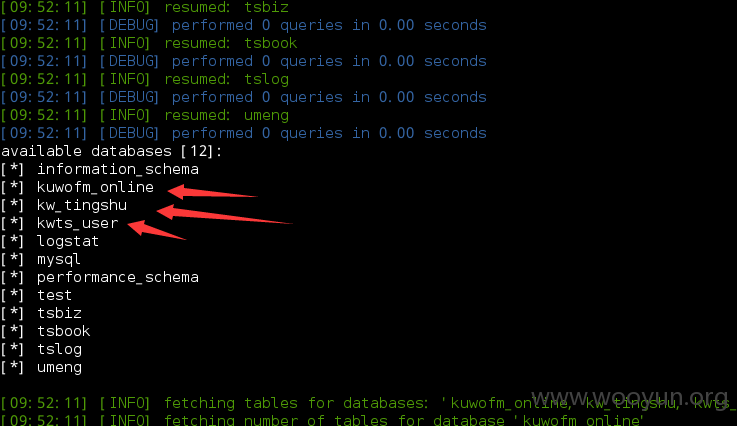 [09:52:11] [INFO] resumed: tsbiz
[09:52:11] [DEBUG] performed 0 queries in 0.00 seconds
[09:52:11] [INFO] resumed: tsbook
[09:52:11] [DEBUG] performed 0 queries in 0.00 seconds
[09:52:11] [INFO] resumed: tslog
[09:52:11] [DEBUG] performed 0 queries in 0.00 seconds
[09:52:11] [INFO] resumed: umeng
[09:52:11] [DEBUG] performed 0 queries in 0.00 seconds
available databases [12]:
[*] information_schema
[*] kuwofm_online
[*] kw_tingshu
[*] kwts_user
[*] logstat
[*] mysql
[*] performance_schema
[*] test
[*] tsbiz
[*] tsbook
[*] tslog
[*] umeng
[09:52:11] [INFO] fetching tables for databases: 'kuwofm_online, kw_tingshu, kwts_
[09:52:11] [INFO] fetching number of tables for database 'kuwofm_online'
www.wooyun.org